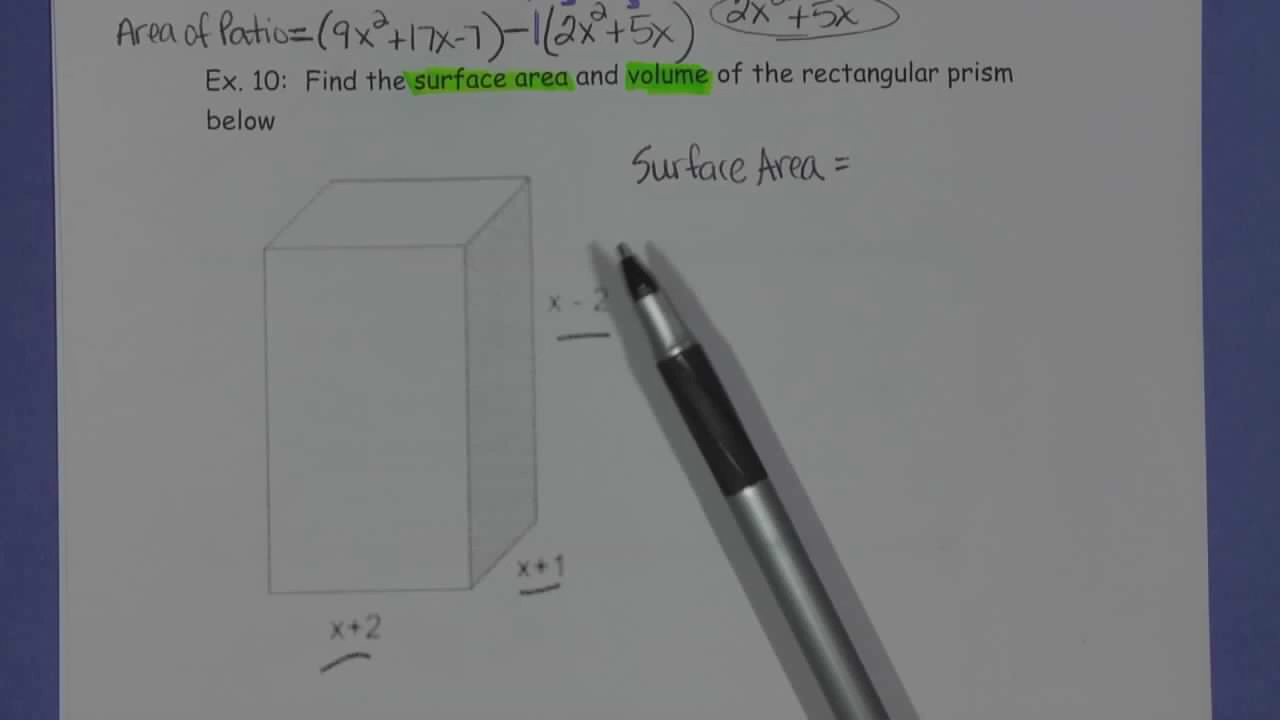 Area of Patio=(9x²+17x-7)-1(2x²+5x) 2x²+5x
Ex. 10: Find the surface area and volume of the rectangular prism
below
Surface Area =
x - 2
x+1
x+2